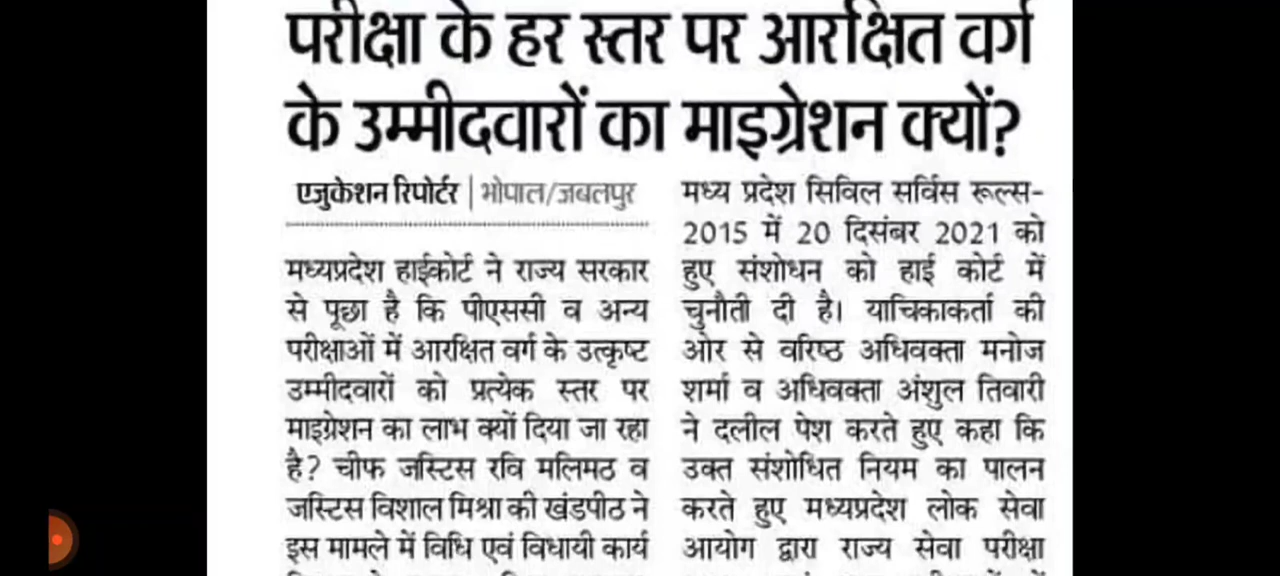 परीक्षा के हर स्तर पर आरक्षित वर्ग
के उम्मीदवारों का माइग्रेशन क्यों?
एजुकेशन रिपोर्टर | भोपाल/जबलपुर
मध्यप्रदेश हाईकोर्ट ने राज्य सरकार
से पूछा है कि पीएससी व अन्य
परीक्षाओं में आरक्षित वर्ग के उत्कृष्ट
उम्मीदवारों को प्रत्येक स्तर पर
माइग्रेशन का लाभ क्यों दिया जा रहा
है? चीफ जस्टिस रवि मलिमठ व
जस्टिस विशाल मिश्रा की खंडपीठ ने
इस मामले में विधि एवं विधायी कार्य
मध्य प्रदेश सिविल सर्विस रूल्स-
2015 में 20 दिसंबर 2021 को
हुए संशोधन को हाई कोर्ट में
चुनौती दी है। याचिकाकर्ता की
ओर से वरिष्ठ अधिवक्ता मनोज
शर्मा व अधिवक्ता अंशुल तिवारी
ने दलील पेश करते हुए कहा कि
उक्त संशोधित नियम का पालन
करते हुए मध्यप्रदेश लोक सेवा
आयोग द्वारा राज्य सेवा परीक्षा